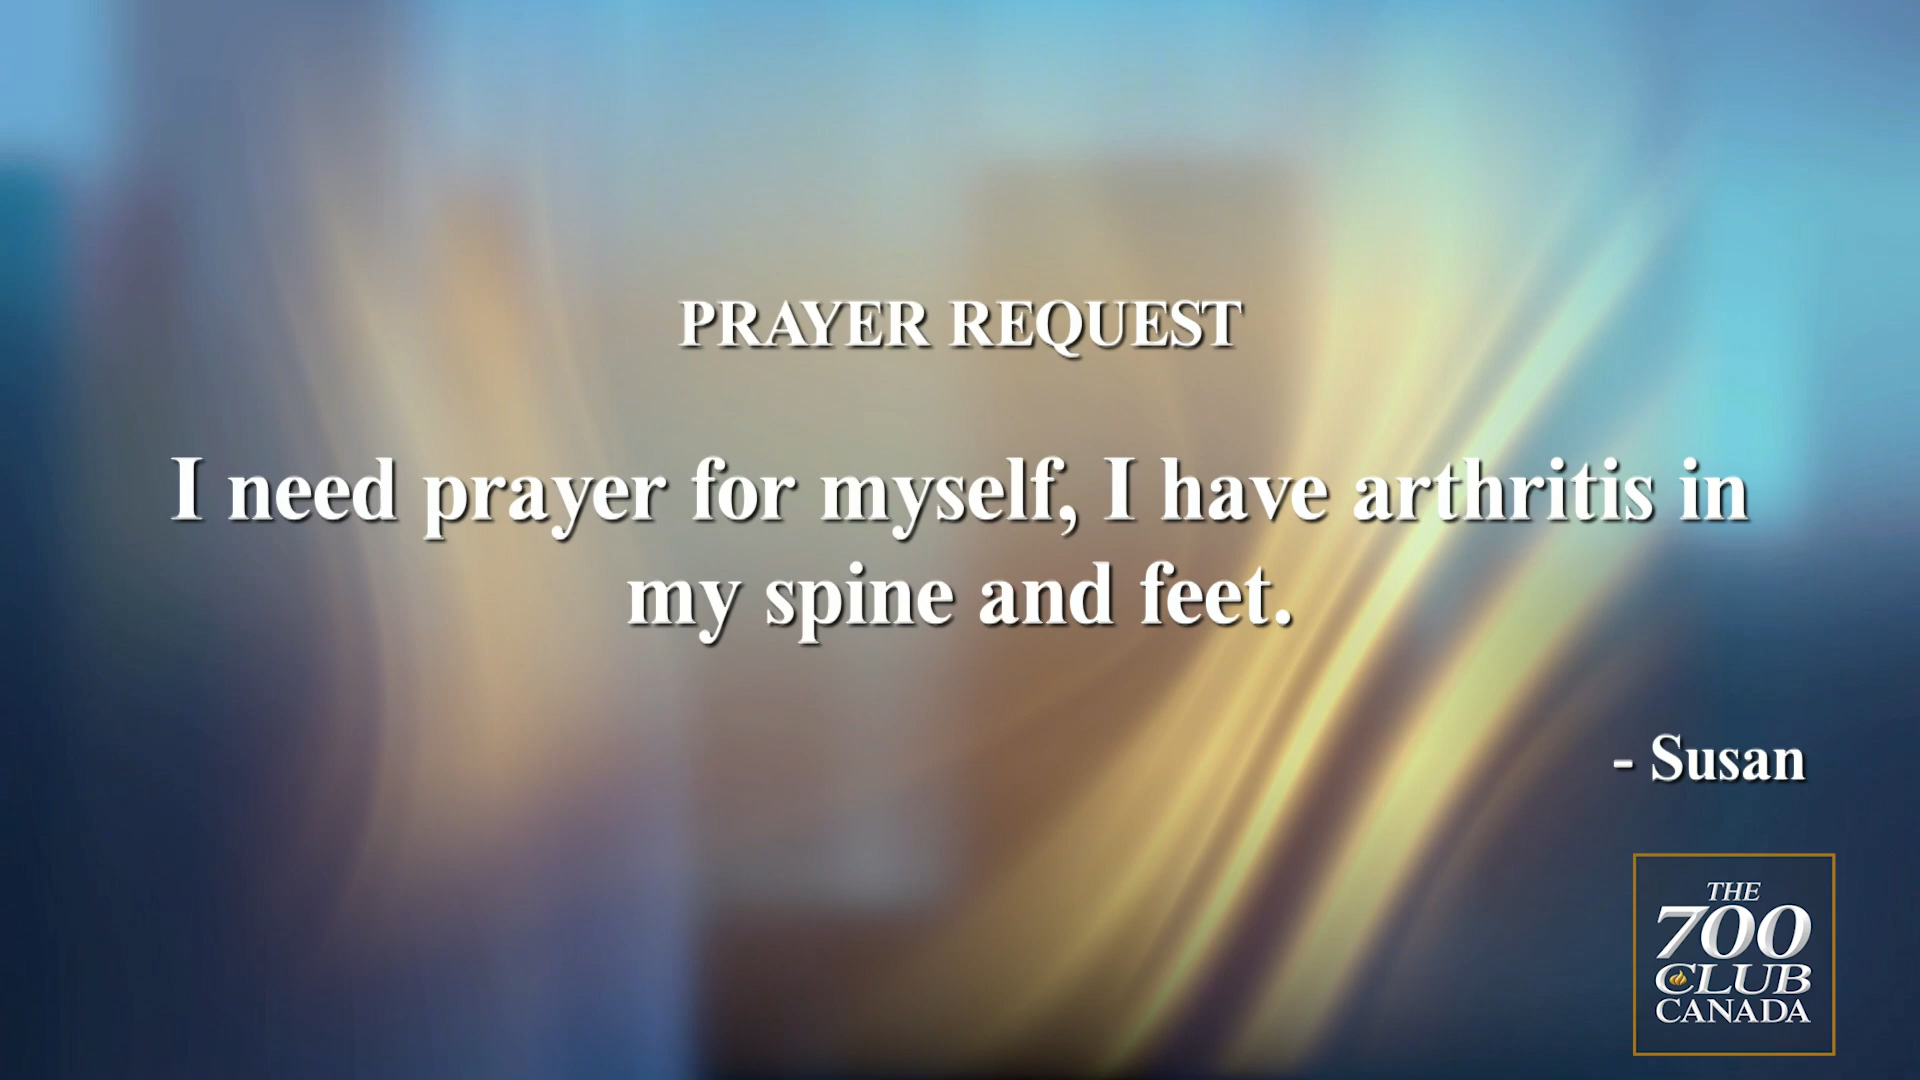 PRAYER REQUEST
I need prayer for myself, I have arthritis in
my spine and feet.
- Susan
THE
700
CLUB
CANADA